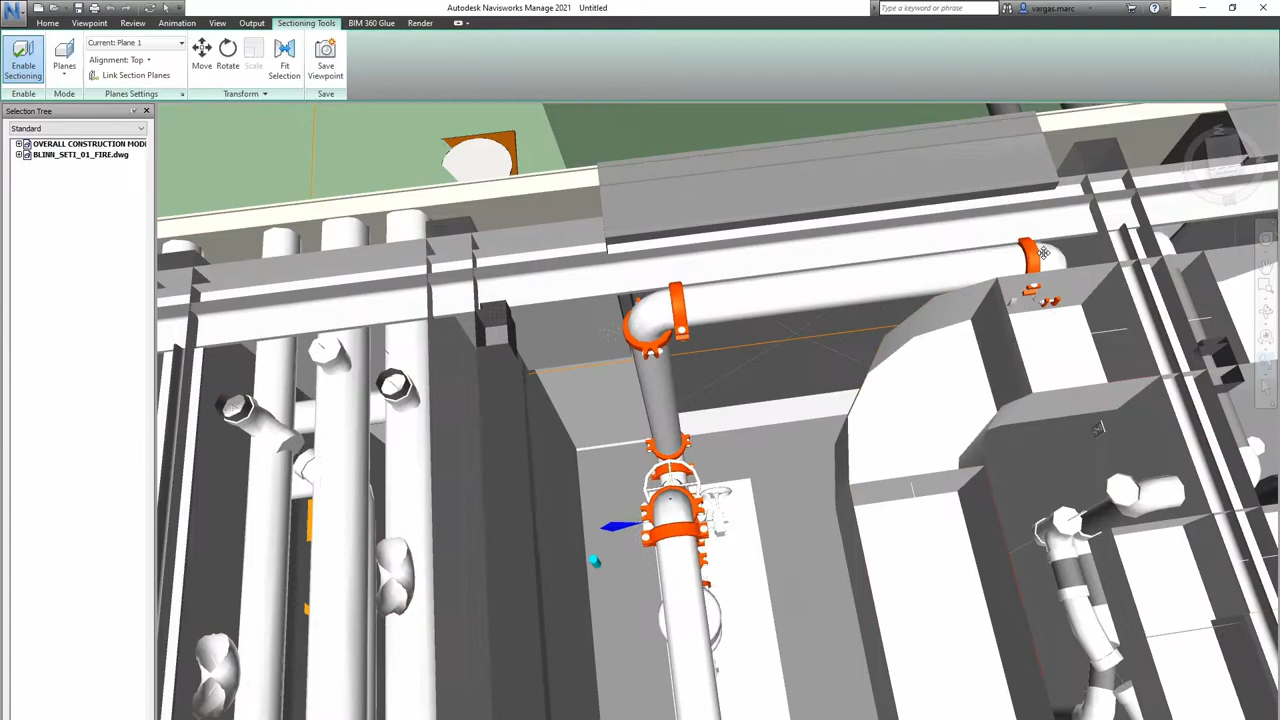 Autodesk Navisworks Manage 2021 Untitled
Type a keyword or phrase
vargas.marc
Home Viewpoint Review Animation View Output Sectioning Tools BIM 360 Glue Render
Enable Sectioning
Planes
Current: Plane 1
Alignment: Top
Link Section Planes
Move
Rotate
Scale
Fit Selection
Save Viewpoint
Enable Mode Planes Settings Transform Save
Selection Tree
Standard
OVERALL CONSTRUCTION MOD
BLINN_SET1_01_FIRE.dwg